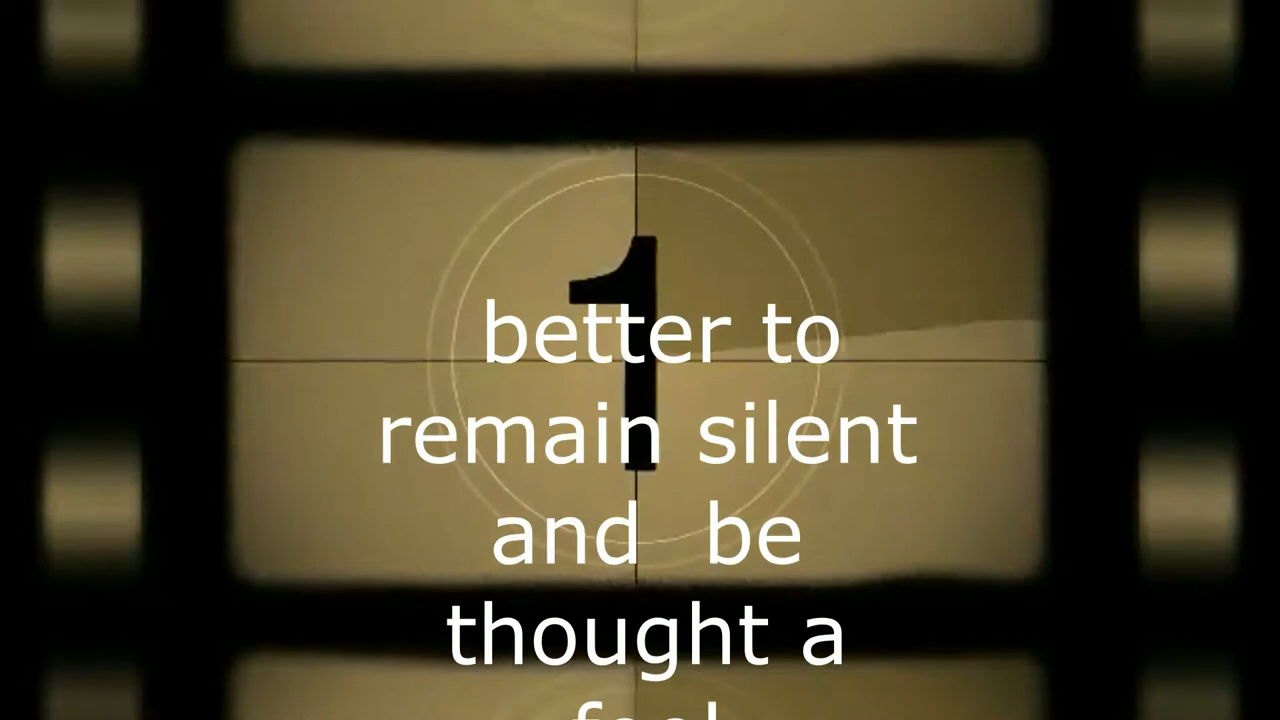 1
better to
remain silent
and  be
thought a